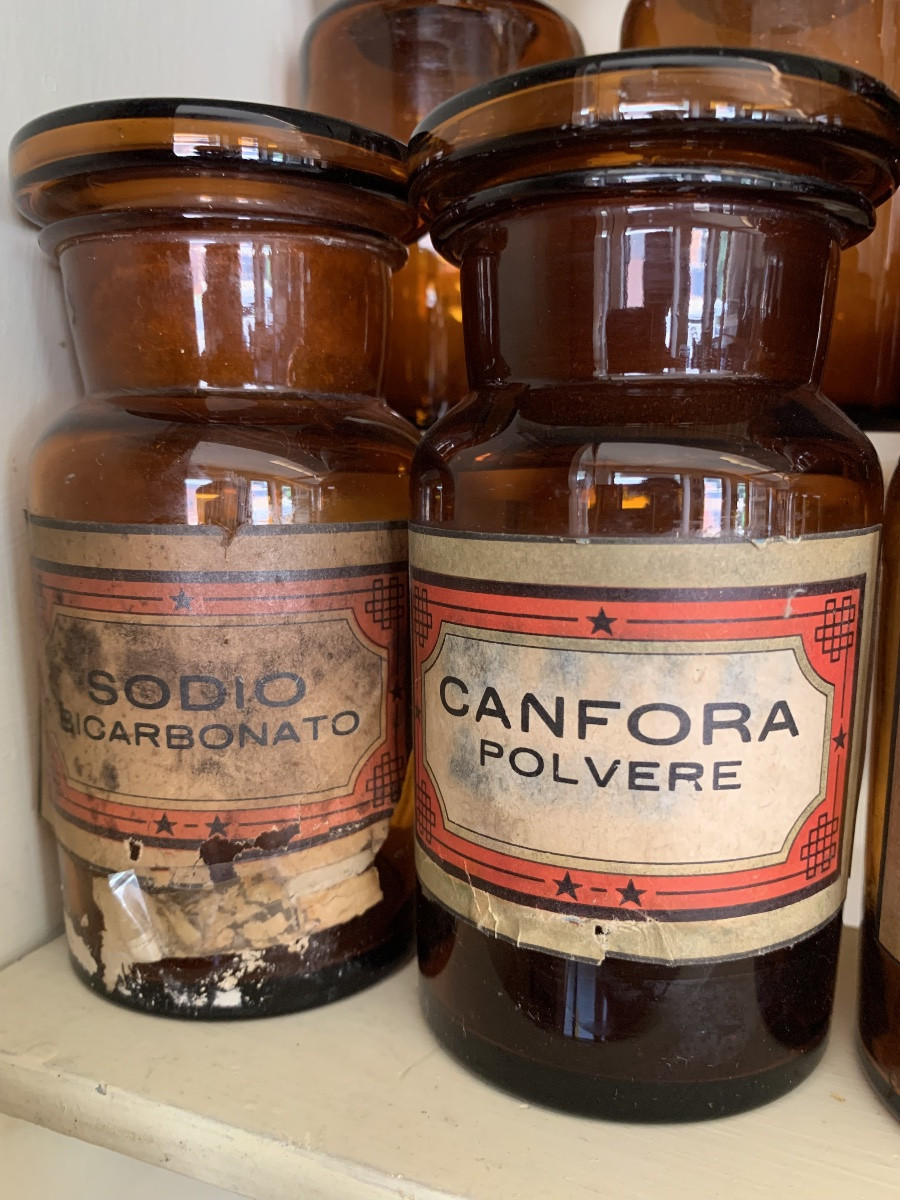 SODIO
BICARBONATO
CANFORA
POLVERE